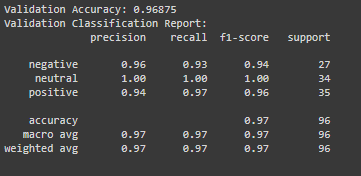 Validation Accuracy: 0.96875
Validation Classification Report:
precision recall f1-score support
negative 0.96 0.93 0.94 27
neutral 1.00 1.00 1.00 34
positive 0.94 0.97 0.96 35
accuracy 0.97 96
macro avg 0.97 0.97 0.97 96
weighted avg 0.97 0.97 0.97 96